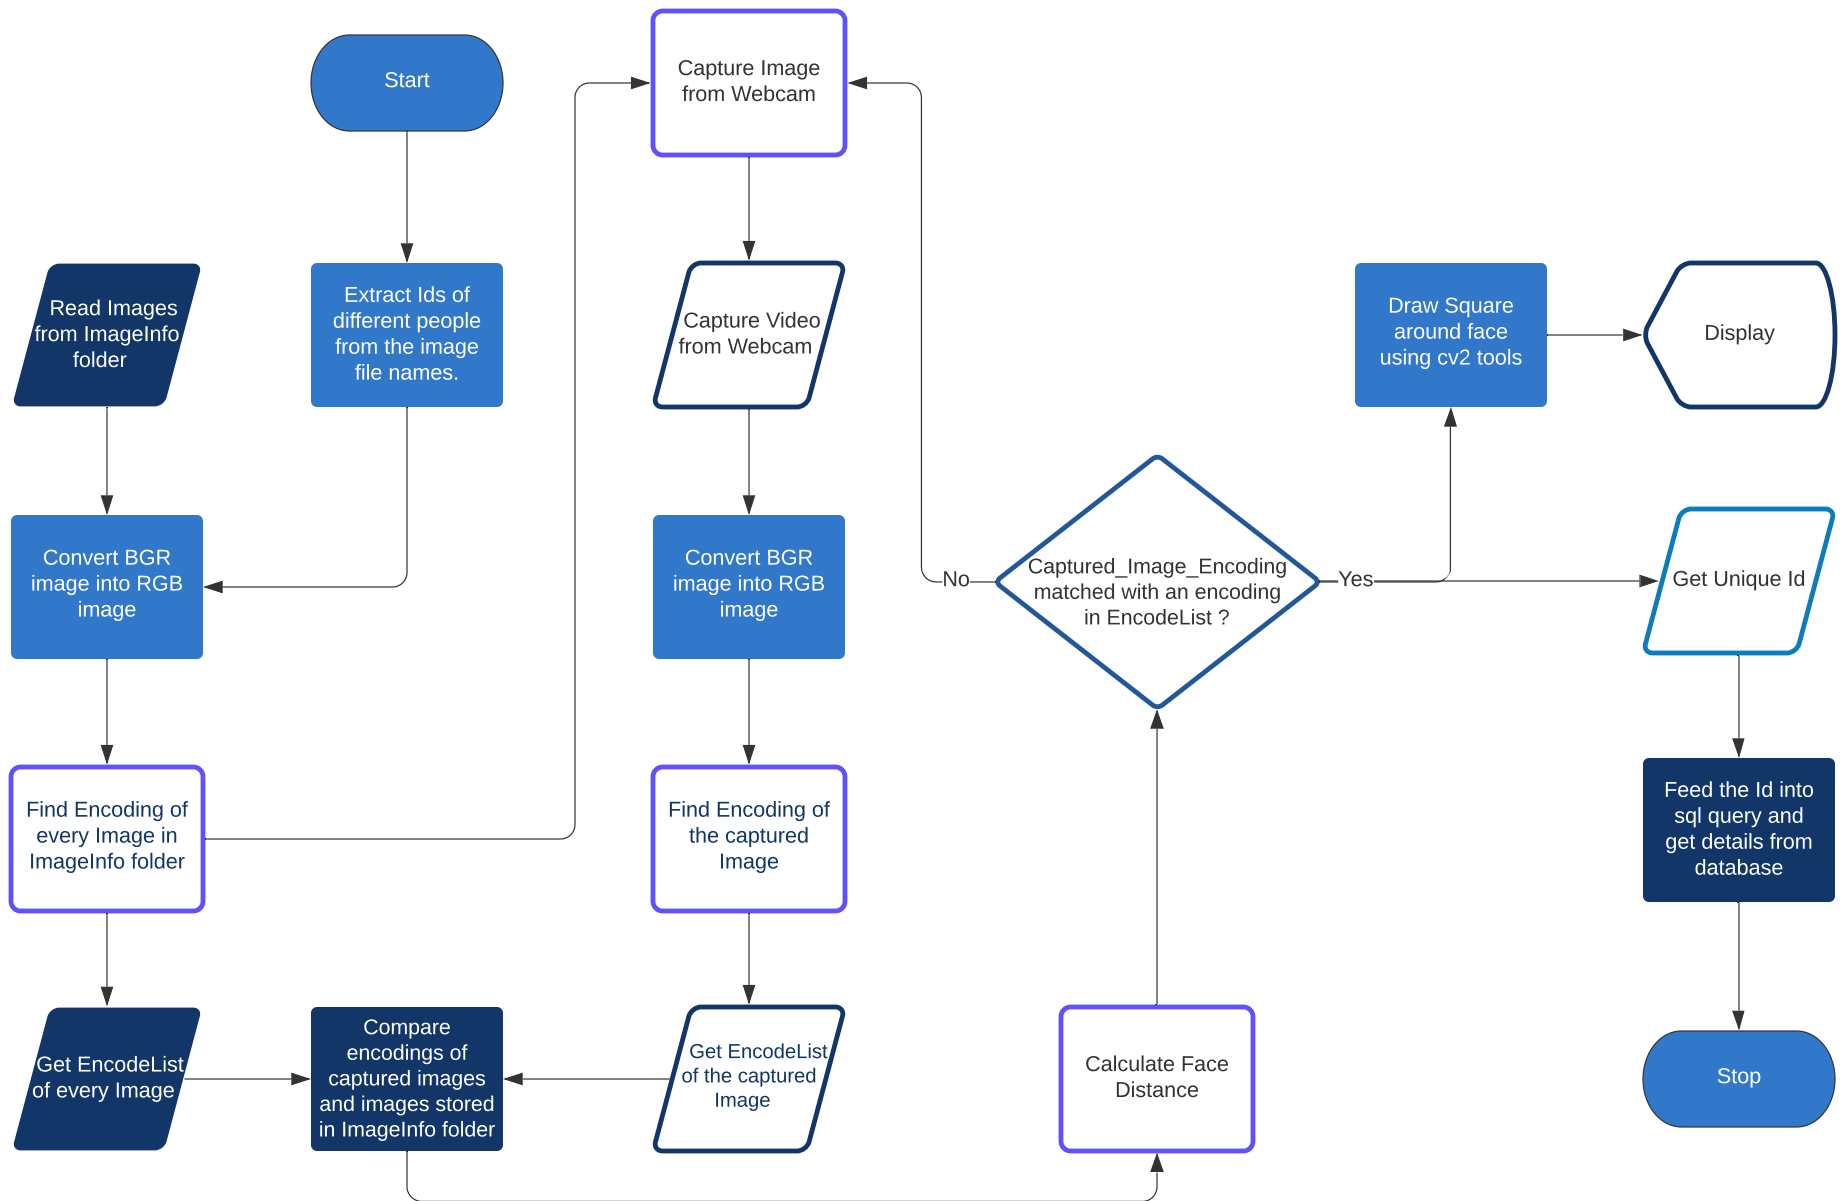 Start
Capture Image
from Webcam
Read Images
from ImageInfo
folder
Extract Ids of
different people
from the image
file names.
Capture Video
from Webcam
Draw Square
around face
using cv2 tools
Display
Convert BGR
image into RGB
image
Convert BGR
image into RGB
image
No
Captured_Image_Encoding
matched with an encoding
in EncodeList ?
Yes
Get Unique Id
Find Encoding of
every Image in
ImageInfo folder
Find Encoding of
the captured
Image
Feed the Id into
sql query and
get details from
database
Get EncodeList
of every Image
Compare
encodings of
captured images
and images stored
in ImageInfo folder
Get EncodeList
of the captured
Image
Calculate Face
Distance
Stop